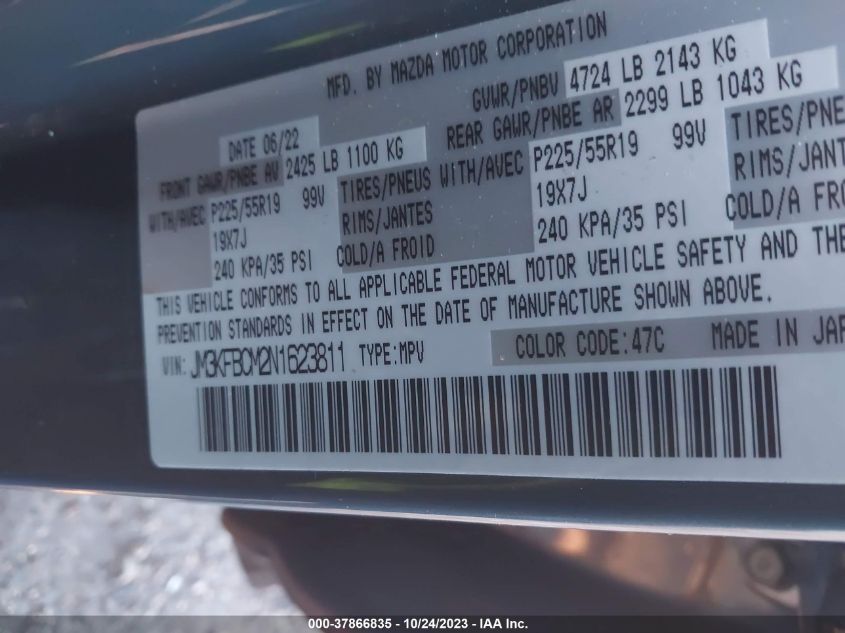 MFD. BY MAZDA MOTOR CORPORATION
DATE 06/22 GVWR/PNBV 4724 LB 2143 KG
FRONT GAWR/PNBE AV 2425 LB 1100 KG REAR GAWR/PNBE AR 2299 LB 1043 KG
WITH/AVEC P225/55R19 99V TIRES/PNEUS WITH/AVEC P225/55R19 99V TIRES/PNE
19X7J RIMS/JANTES 19X7J RIMS/JANTE
240 KPA/35 PSI COLD/A FROID 240 KPA/35 PSI COLD/A FRO
THIS VEHICLE CONFORMS TO ALL APPLICABLE FEDERAL MOTOR VEHICLE SAFETY AND THE
PREVENTION STANDARDS IN EFFECT ON THE DATE OF MANUFACTURE SHOWN ABOVE.
VIN: JM3KFBCM2N1623811 TYPE:MPV COLOR CODE:47C MADE IN JAP
000-37866835 - 10/24/2023 - IAA Inc.